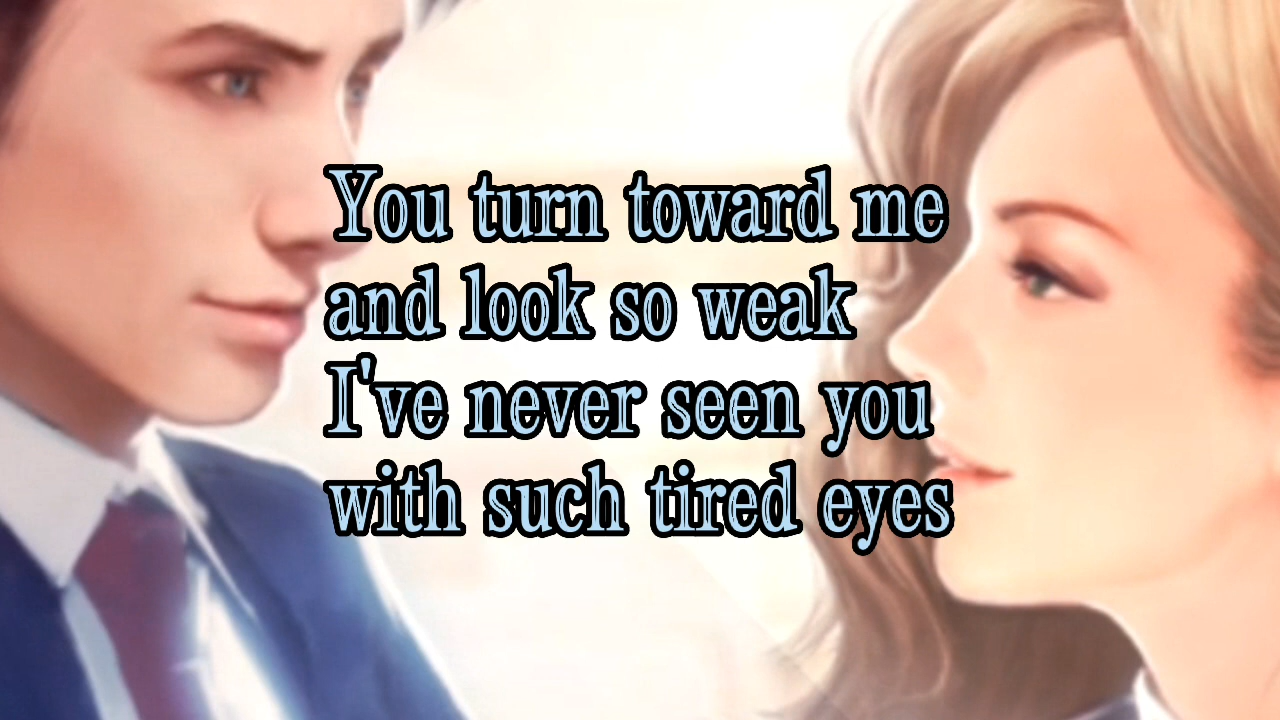 You turn toward me
and look so weak
I've never seen you
with such tired eyes